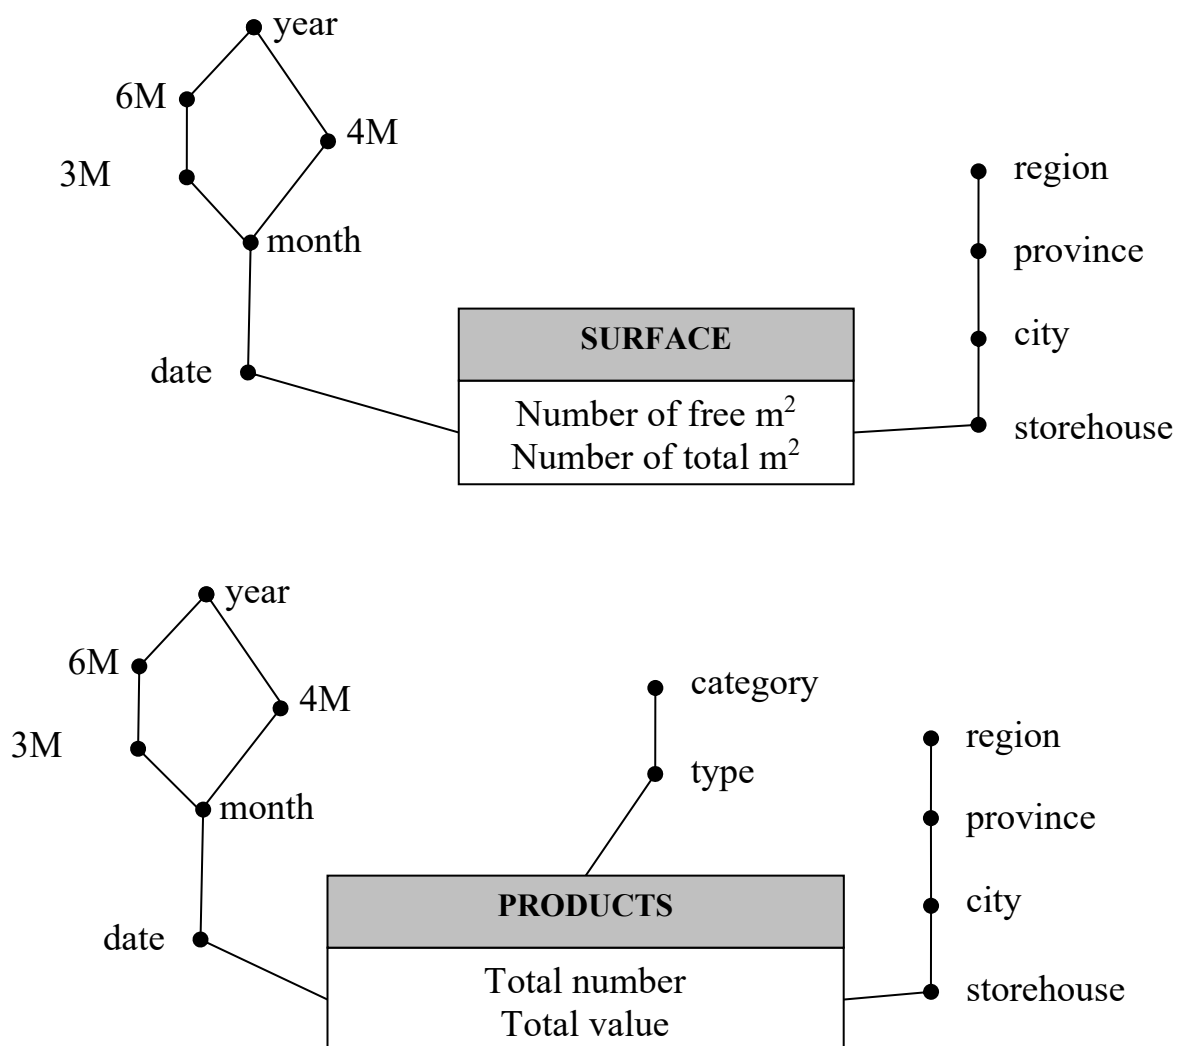 year
6M
4M
3M
month
date
region
province
city
storehouse
SURFACE
Number of free m²
Number of total m²
year
6M
4M
3M
month
date
category
type
region
province
city
storehouse
PRODUCTS
Total number
Total value